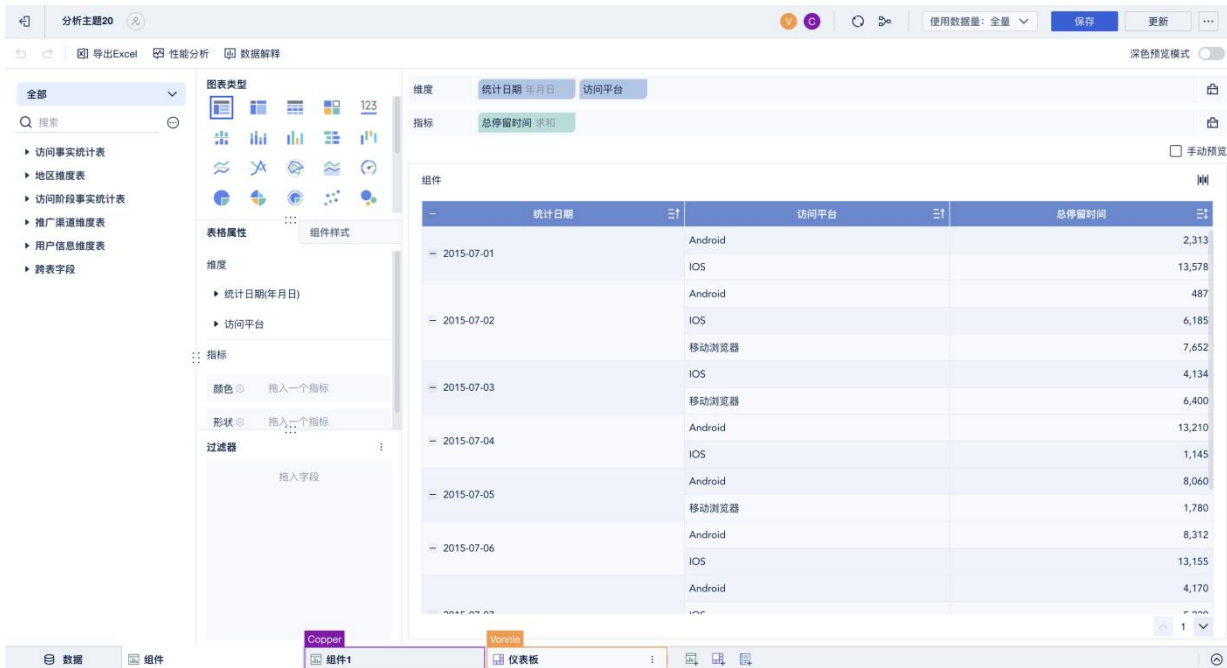 分析主题20
V C 使用数据量：全量 保存 更新
导出Excel 性能分析 数据解释 深色预览模式
全部
搜索
访问事实统计表
地区维度表
访问阶段事实统计表
推广渠道维度表
用户信息维度表
跨表字段
图表类型
123
表格属性 组件样式
维度
统计日期(年月日)
访问平台
指标
颜色 拖入一个指标
形状 拖入一个指标
过滤器
拖入字段
维度 统计日期 年月日 访问平台
指标 总停留时间 求和
手动预览
组件
统计日期 访问平台 总停留时间
2015-07-01 Android 2,313
IOS 13,578
2015-07-02 Android 487
IOS 6,185
移动浏览器 7,652
2015-07-03 IOS 4,134
移动浏览器 6,400
2015-07-04 Android 13,210
IOS 1,145
2015-07-05 Android 8,060
移动浏览器 1,780
2015-07-06 Android 8,312
IOS 13,155
Android 4,170
1
Copper Vonnie
数据 组件 组件1 仪表板